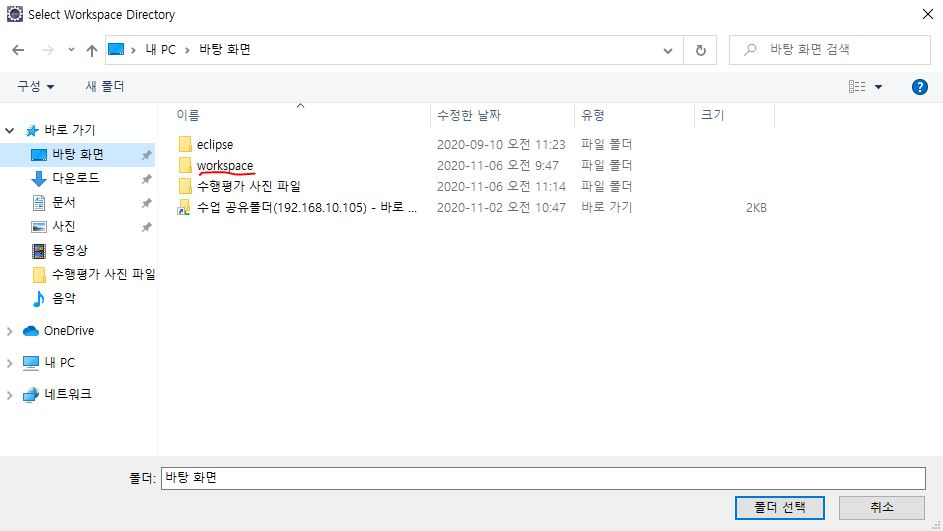 Select Workspace Directory
내 PC 바탕 화면
바탕 화면 검색
구성 새 폴더
이름 수정한 날짜 유형 크기
바로 가기
바탕 화면
다운로드
문서
사진
동영상
수행평가 사진 파일
음악
OneDrive
내 PC
네트워크
eclipse 2020-09-10 오전 11:23 파일 폴더
workspace 2020-11-06 오전 9:47 파일 폴더
수행평가 사진 파일 2020-11-06 오전 11:14 파일 폴더
수업 공유폴더(192.168.10.105) - 바로 ... 2020-11-02 오전 10:47 바로 가기 2KB
폴더: 바탕 화면
폴더 선택 취소